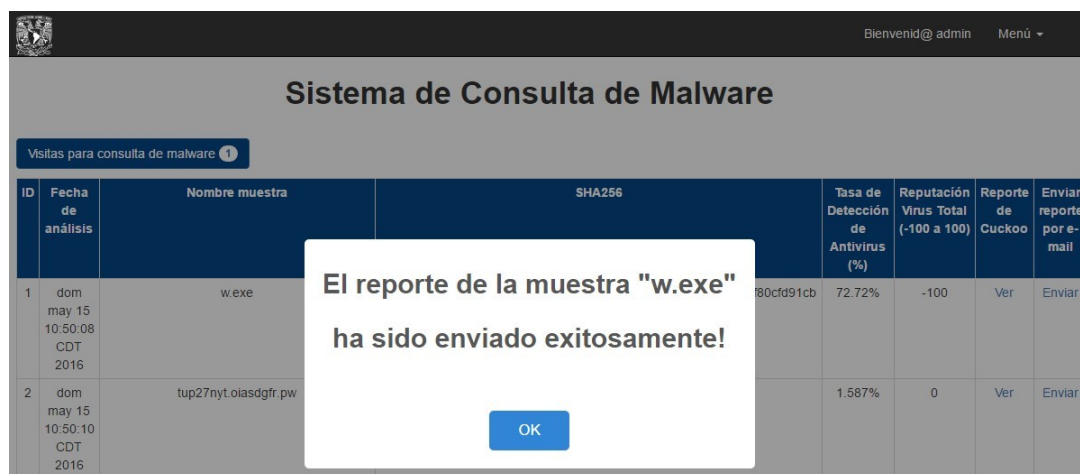 Bienvenid@ admin Menú
Sistema de Consulta de Malware
Visitas para consulta de malware 1
ID Fecha de análisis Nombre muestra SHA256 Tasa de Detección de Antivirus (%) Reputación Virus Total (-100 a 100) Reporte de Cuckoo Enviar reporte por e-mail
1 dom may 15 10:50:08 CDT 2016 w.exe f80cfd91cb 72.72% -100 Ver Enviar
El reporte de la muestra "w.exe"
ha sido enviado exitosamente!
2 dom may 15 10:50:10 CDT 2016 tup27nyt.oiasdgfr.pw 1.587% 0 Ver Enviar
OK